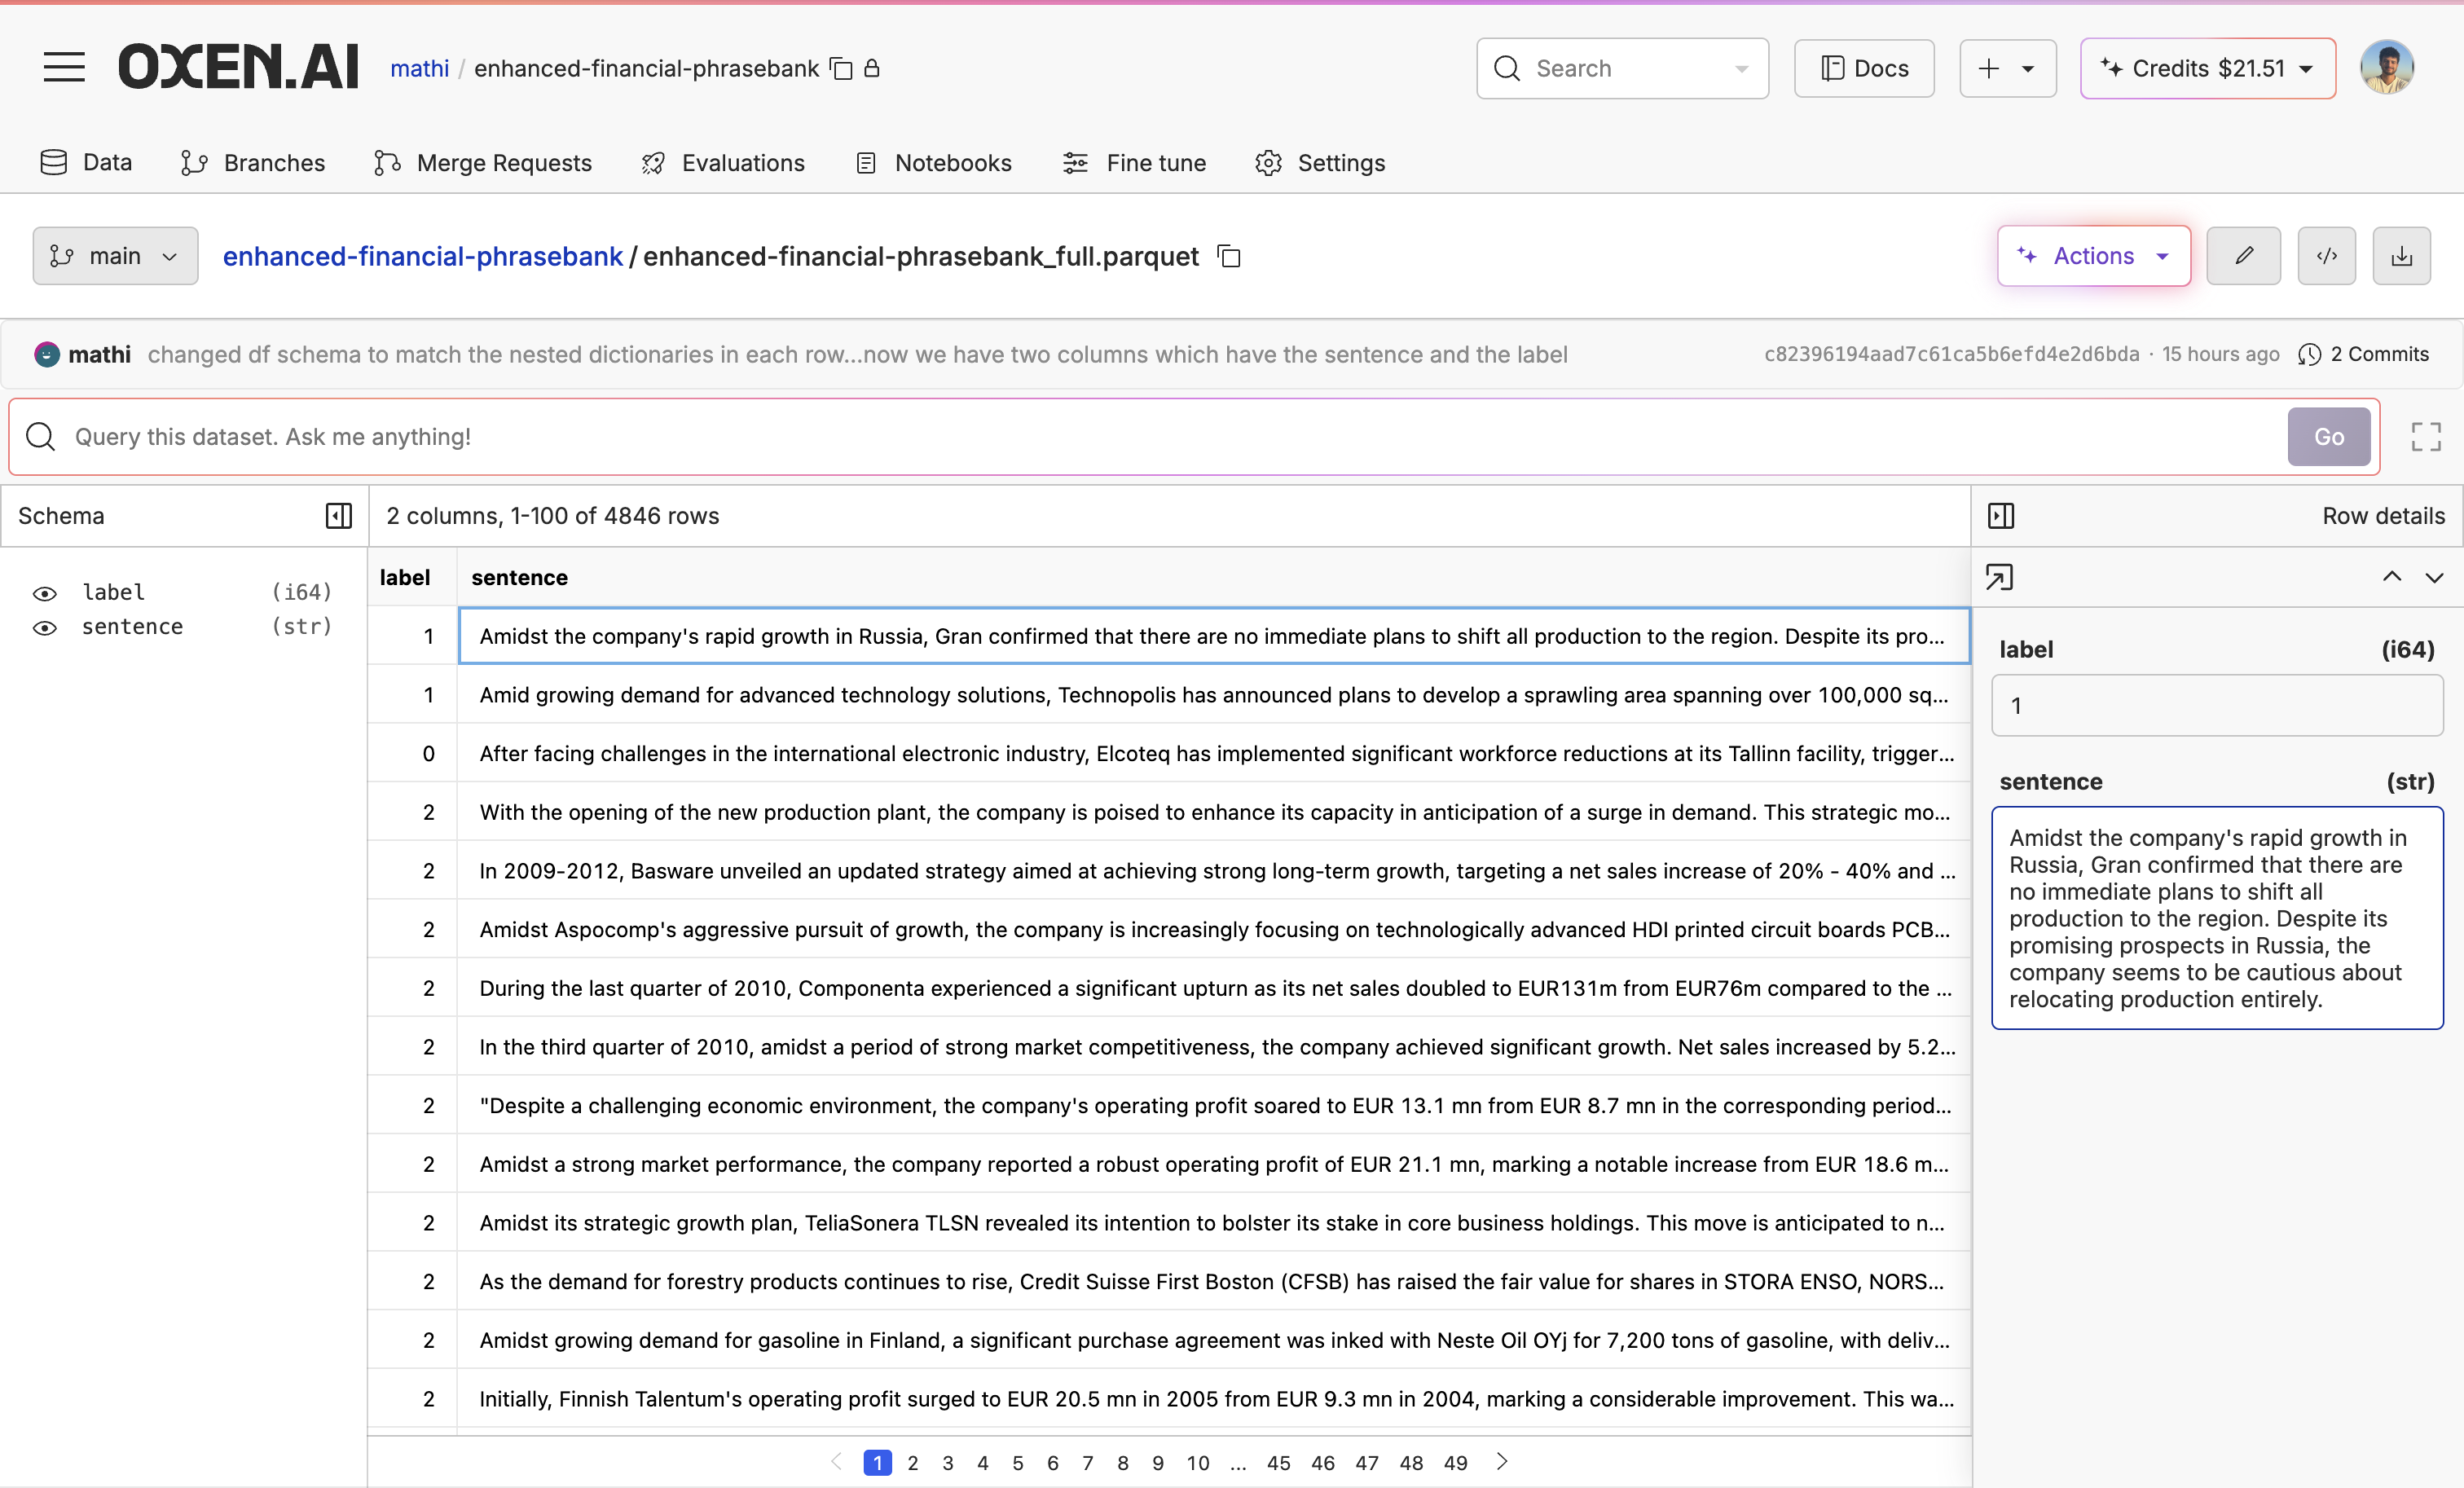 OXEN.AI mathi / enhanced-financial-phrasebank Search Docs Credits $21.51
Data Branches Merge Requests Evaluations Notebooks Fine tune Settings
main enhanced-financial-phrasebank / enhanced-financial-phrasebank_full.parquet Actions </>
mathi changed df schema to match the nested dictionaries in each row...now we have two columns which have the sentence and the label c82396194aad7c61ca5b6efd4e2d6bda · 15 hours ago 2 Commits
Query this dataset. Ask me anything! Go
Schema 2 columns, 1-100 of 4846 rows Row details
label (i64)
sentence (str)
label sentence
1 Amidst the company's rapid growth in Russia, Gran confirmed that there are no immediate plans to shift all production to the region. Despite its pro...
1 Amid growing demand for advanced technology solutions, Technopolis has announced plans to develop a sprawling area spanning over 100,000 sq...
0 After facing challenges in the international electronic industry, Elcoteq has implemented significant workforce reductions at its Tallinn facility, trigger...
2 With the opening of the new production plant, the company is poised to enhance its capacity in anticipation of a surge in demand. This strategic mo...
2 In 2009-2012, Basware unveiled an updated strategy aimed at achieving strong long-term growth, targeting a net sales increase of 20% - 40% and ...
2 Amidst Aspocomp's aggressive pursuit of growth, the company is increasingly focusing on technologically advanced HDI printed circuit boards PCB...
2 During the last quarter of 2010, Componenta experienced a significant upturn as its net sales doubled to EUR131m from EUR76m compared to the ...
2 In the third quarter of 2010, amidst a period of strong market competitiveness, the company achieved significant growth. Net sales increased by 5.2...
2 "Despite a challenging economic environment, the company's operating profit soared to EUR 13.1 mn from EUR 8.7 mn in the corresponding period...
2 Amidst a strong market performance, the company reported a robust operating profit of EUR 21.1 mn, marking a notable increase from EUR 18.6 m...
2 Amidst its strategic growth plan, TeliaSonera TLSN revealed its intention to bolster its stake in core business holdings. This move is anticipated to n...
2 As the demand for forestry products continues to rise, Credit Suisse First Boston (CFSB) has raised the fair value for shares in STORA ENSO, NORS...
2 Amidst growing demand for gasoline in Finland, a significant purchase agreement was inked with Neste Oil OYj for 7,200 tons of gasoline, with deliv...
2 Initially, Finnish Talentum's operating profit surged to EUR 20.5 mn in 2005 from EUR 9.3 mn in 2004, marking a considerable improvement. This wa...
1 2 3 4 5 6 7 8 9 10 ... 45 46 47 48 49
label (i64)
1
sentence (str)
Amidst the company's rapid growth in
Russia, Gran confirmed that there are
no immediate plans to shift all
production to the region. Despite its
promising prospects in Russia, the
company seems to be cautious about
relocating production entirely.